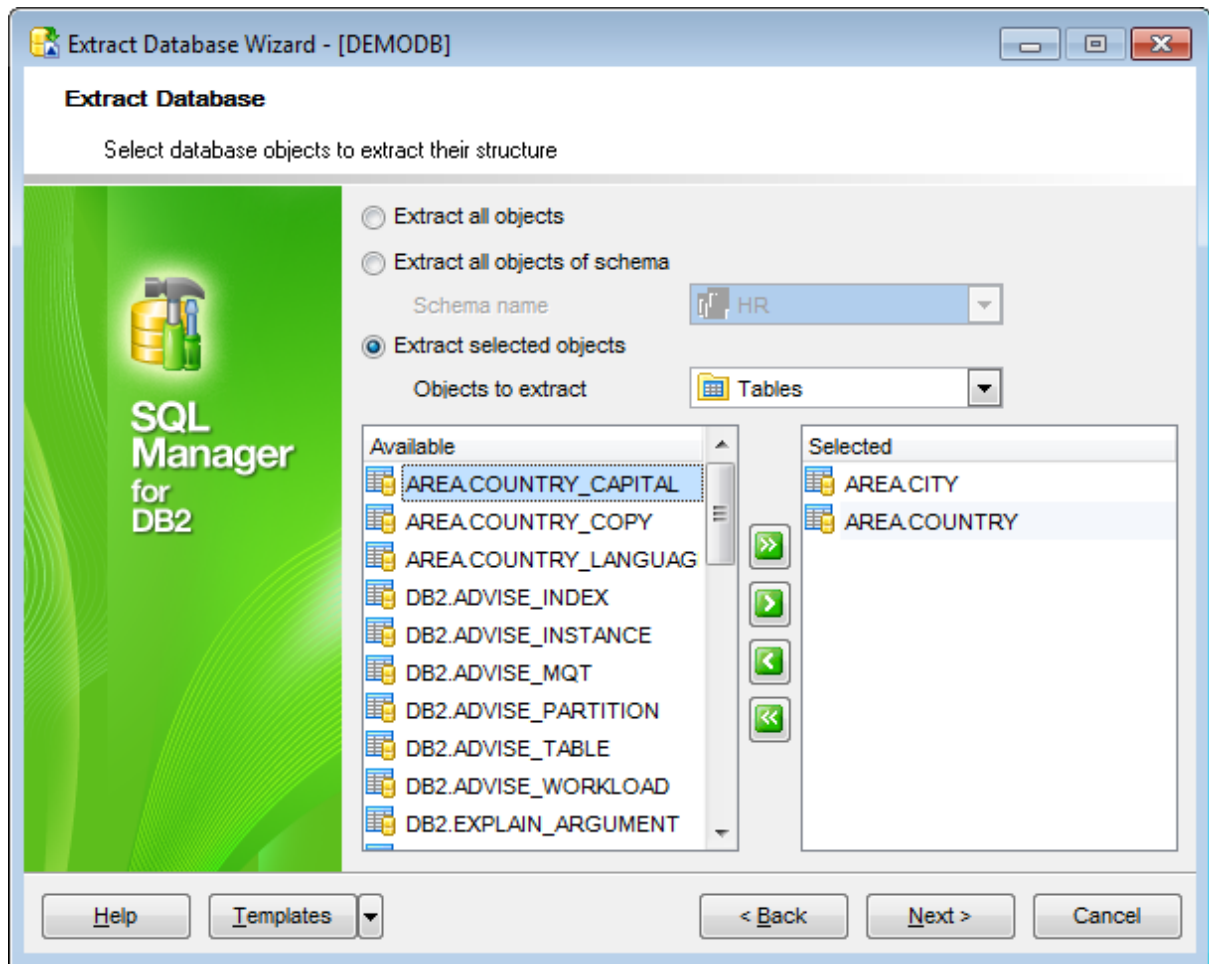 Extract Database Wizard - [DEMODB]
Extract Database
Select database objects to extract their structure
Extract all objects
Extract all objects of schema
Schema name
HR
Extract selected objects
Objects to extract
Tables
SQL
Manager
for
DB2
Available
AREA.COUNTRY_CAPITAL
AREA.COUNTRY_COPY
AREA.COUNTRY_LANGUAG
DB2.ADVISE_INDEX
DB2.ADVISE_INSTANCE
DB2.ADVISE_MQT
DB2.ADVISE_PARTITION
DB2.ADVISE_TABLE
DB2.ADVISE_WORKLOAD
DB2.EXPLAIN_ARGUMENT
Selected
AREA.CITY
AREA.COUNTRY
Help
Templates
< Back
Next >
Cancel